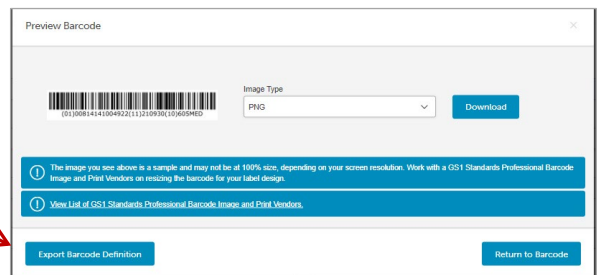 Preview Barcode
Image Type
PNG
Download
(01)00814141004922(11)210930(10)605MED
The image you see above is a sample and may not be at 100% size, depending on your screen resolution. Work with a GS1 Standards Professional Barcode
Image and Print Vendors on resizing the barcode for your label design.
View List of GS1 Standards Professional Barcode Image and Print Vendors.
Export Barcode Definition
Return to Barcode